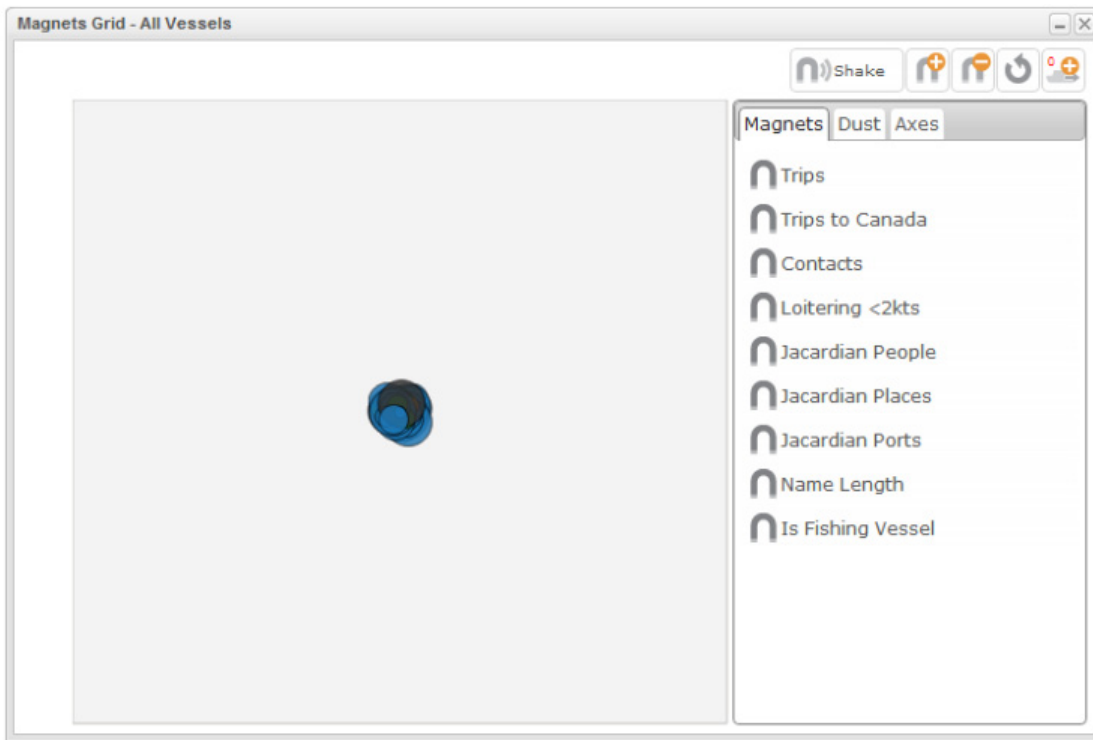 Magnets Grid - All Vessels
Shake
0
Magnets Dust Axes
Trips
Trips to Canada
Contacts
Loitering <2kts
Jacardian People
Jacardian Places
Jacardian Ports
Name Length
Is Fishing Vessel